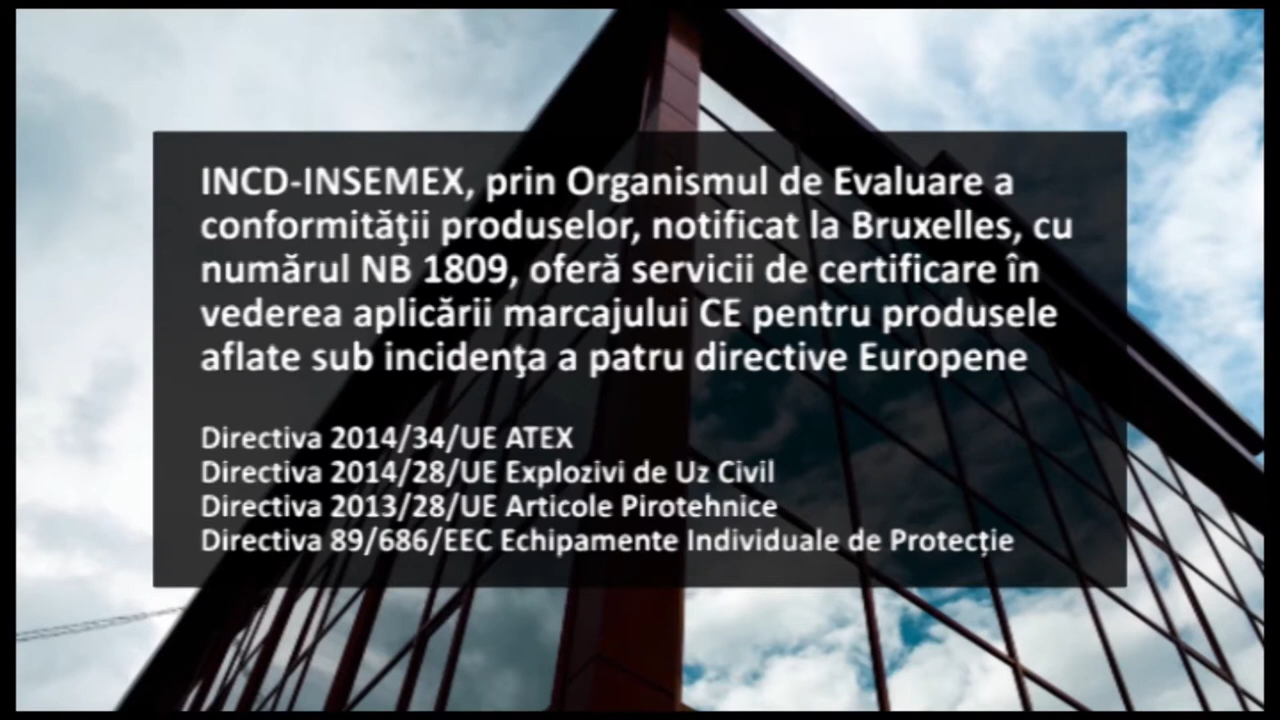 INCD-INSEMEX, prin Organismul de Evaluare a
conformităţii produselor, notificat la Bruxelles, cu
numărul NB 1809, oferă servicii de certificare în
vederea aplicării marcajului CE pentru produsele
aflate sub incidenţa a patru directive Europene
Directiva 2014/34/UE ATEX
Directiva 2014/28/UE Explozivi de Uz Civil
Directiva 2013/28/UE Articole Pirotehnice
Directiva 89/686/EEC Echipamente Individuale de Protecție